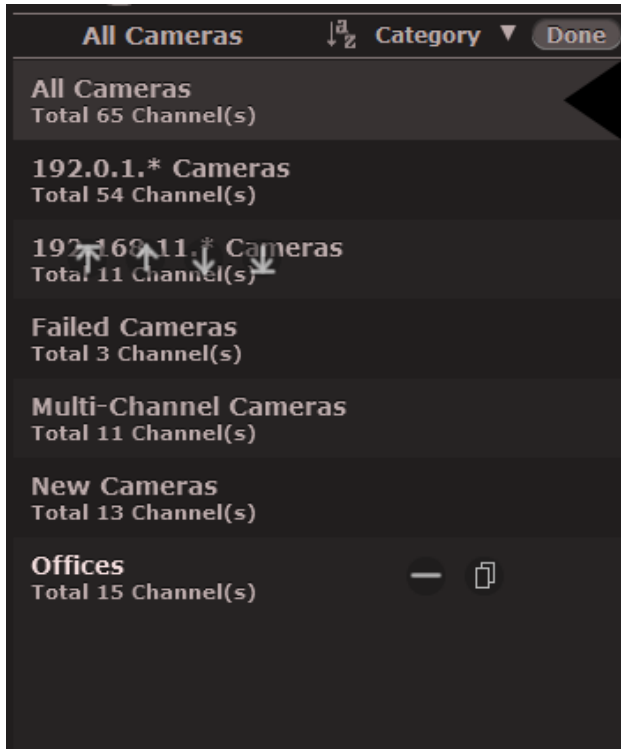 All Cameras
Category ▼
Done
All Cameras
Total 65 Channel(s)
192.0.1.* Cameras
Total 54 Channel(s)
192.168.11.* Cameras
Total 11 Channel(s)
Failed Cameras
Total 3 Channel(s)
Multi-Channel Cameras
Total 11 Channel(s)
New Cameras
Total 13 Channel(s)
Offices
Total 15 Channel(s)